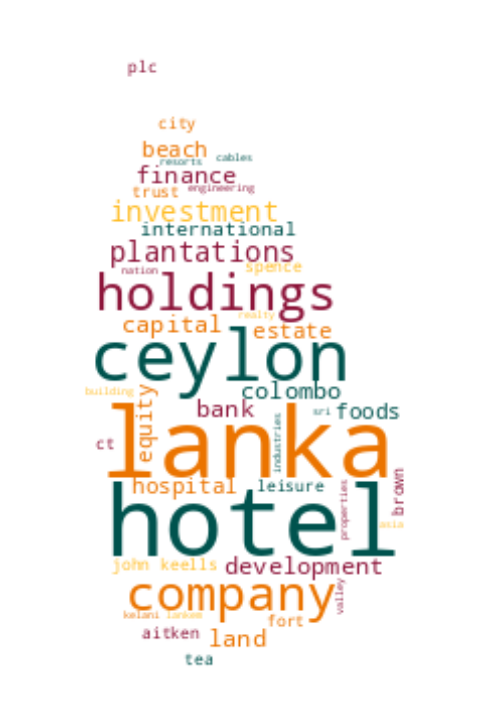 plc
city
beach
resorts cables
finance
trust engineering
investment
international
plantations
nation spence
holdings
realty
capital estate
ceylon
building colombo
equity bank sri foods
lanka
ct industries
hospital leisure brown
properties
hotel
asia
john keells development
company
valley
kelani lankem
fort
aitken land
tea